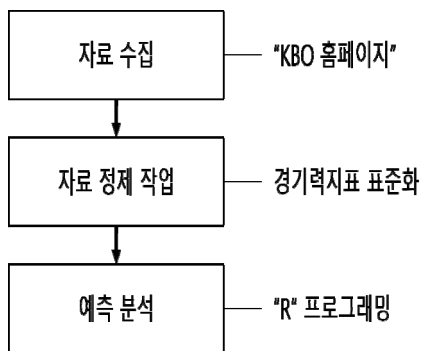 자료 수집 "KBO 홈페이지"
자료 정제 작업 경기력지표 표준화
예측 분석 "R" 프로그래밍